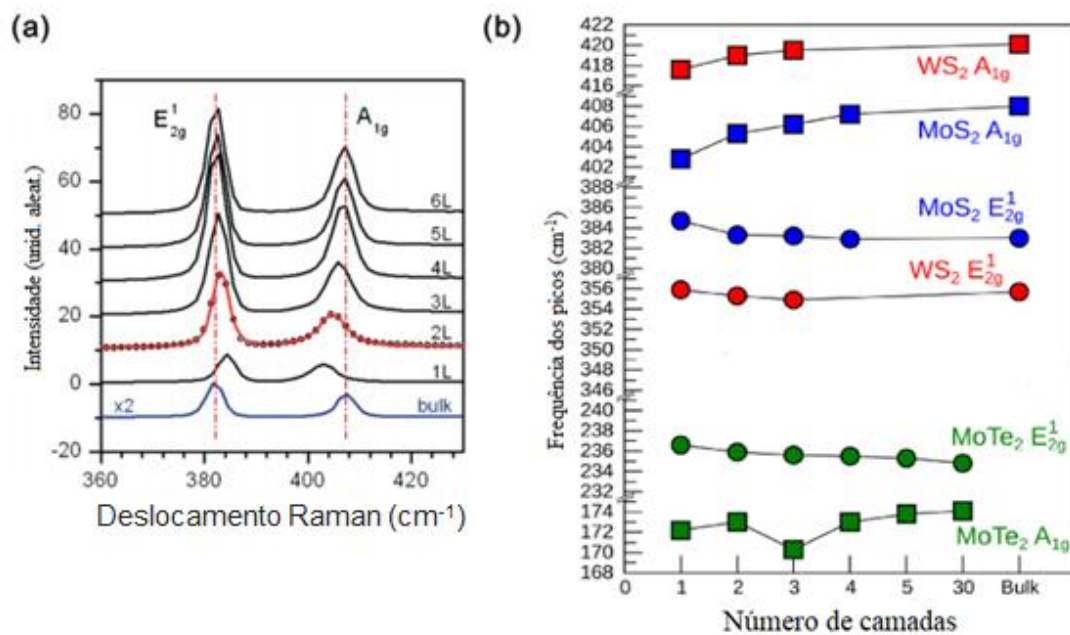 (a)
E¹₂g
A₁g
80
60
40
20
0
-20
6L
5L
4L
3L
2L
1L
x2
bulk
360
380
400
420
Intensidade (unid. aleat.)
Deslocamento Raman (cm⁻¹)
(b)
422
420
418
416
408
406
404
402
388
386
384
382
380
356
354
352
350
348
346
240
238
236
234
232
174
172
170
168
WS₂ A₁g
MoS₂ A₁g
MoS₂ E¹₂g
WS₂ E¹₂g
MoTe₂ E¹₂g
MoTe₂ A₁g
0
1
2
3
4
5
30
Bulk
Frequência dos picos (cm⁻¹)
Número de camadas